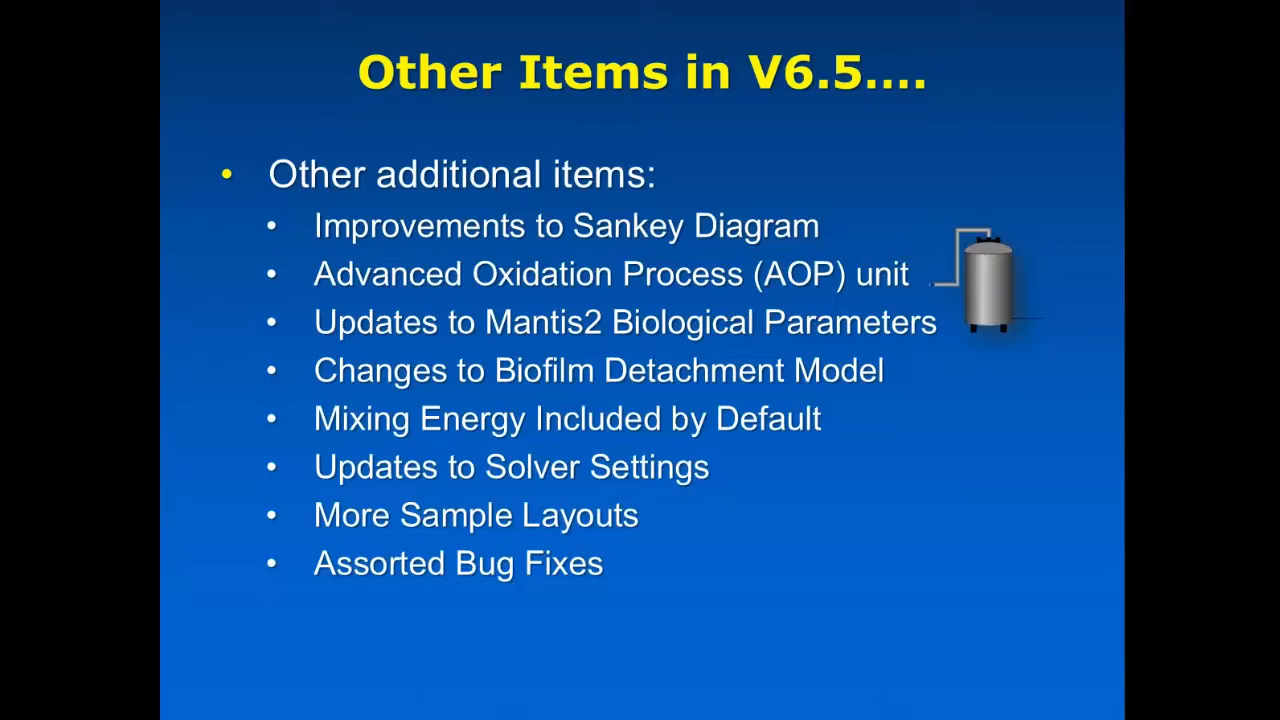 Other Items in V6.5....
• Other additional items:
• Improvements to Sankey Diagram
• Advanced Oxidation Process (AOP) unit
• Updates to Mantis2 Biological Parameters
• Changes to Biofilm Detachment Model
• Mixing Energy Included by Default
• Updates to Solver Settings
• More Sample Layouts
• Assorted Bug Fixes